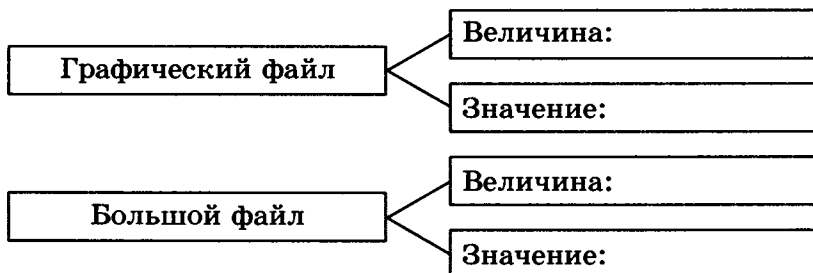 Графический файл
Величина:
Значение:
Большой файл
Величина:
Значение: